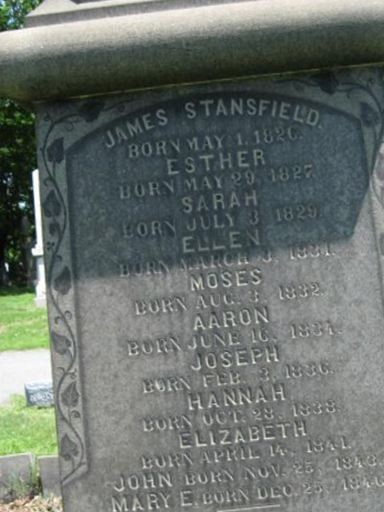 JAMES STANSFIELD.
BORN MAY 1, 1826.
ESTHER
BORN MAY 29, 1827.
SARAH
BORN JULY 3, 1829.
ELLEN
BORN MARCH 3, 1831.
MOSES
BORN AUG. 3, 1832.
AARON
BORN JUNE 16, 1834.
JOSEPH
BORN FEB. 3, 1836.
HANNAH
BORN OCT. 28, 1838.
ELIZABETH
BORN APRIL 14, 1841.
JOHN BORN NOV. 25, 1843.
MARY E. BORN DEC. 25, 1846